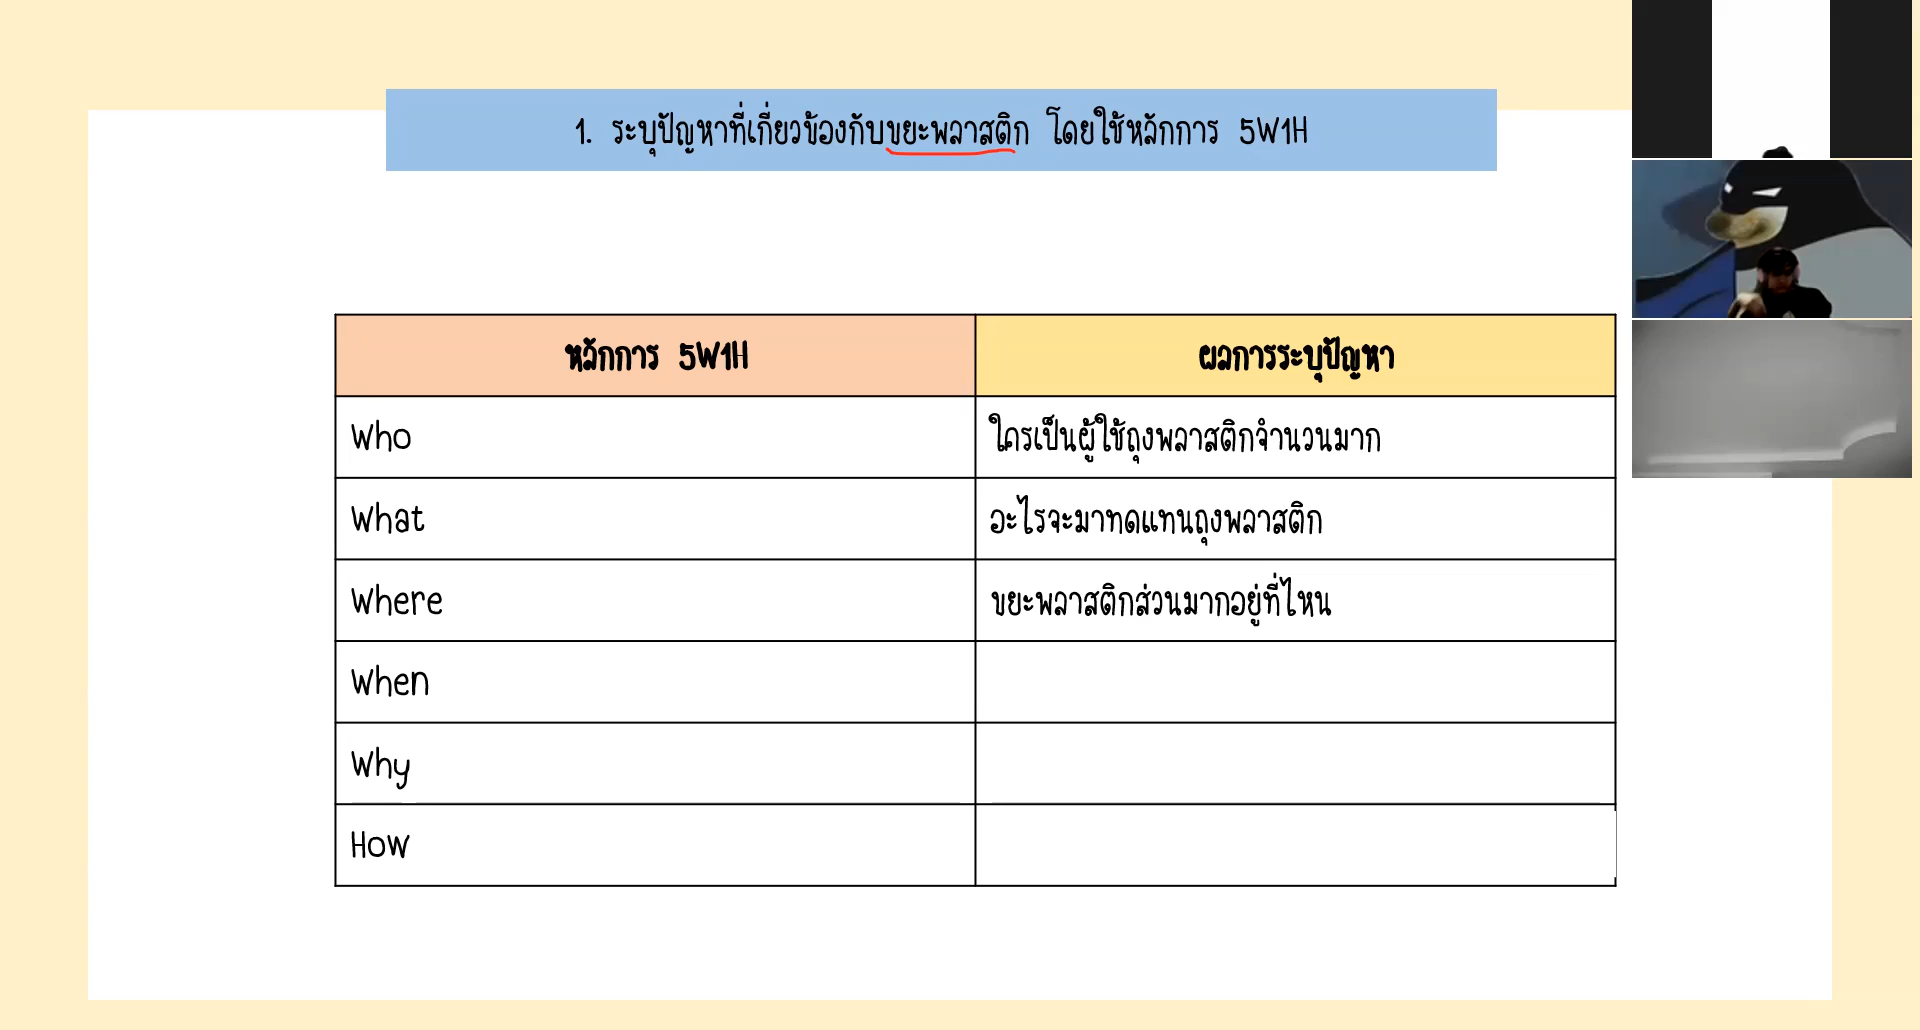 1. ระบุปัญหาที่เกี่ยวข้องกับขยะพลาสติก โดยใช้หลักการ 5W1H
หลักการ 5W1H
ผลการระบุปัญหา
Who
ใครเป็นผู้ใช้ถุงพลาสติกจำนวนมาก
What
อะไรจะมาทดแทนถุงพลาสติก
Where
ขยะพลาสติกส่วนมากอยู่ที่ไหน
When
Why
How